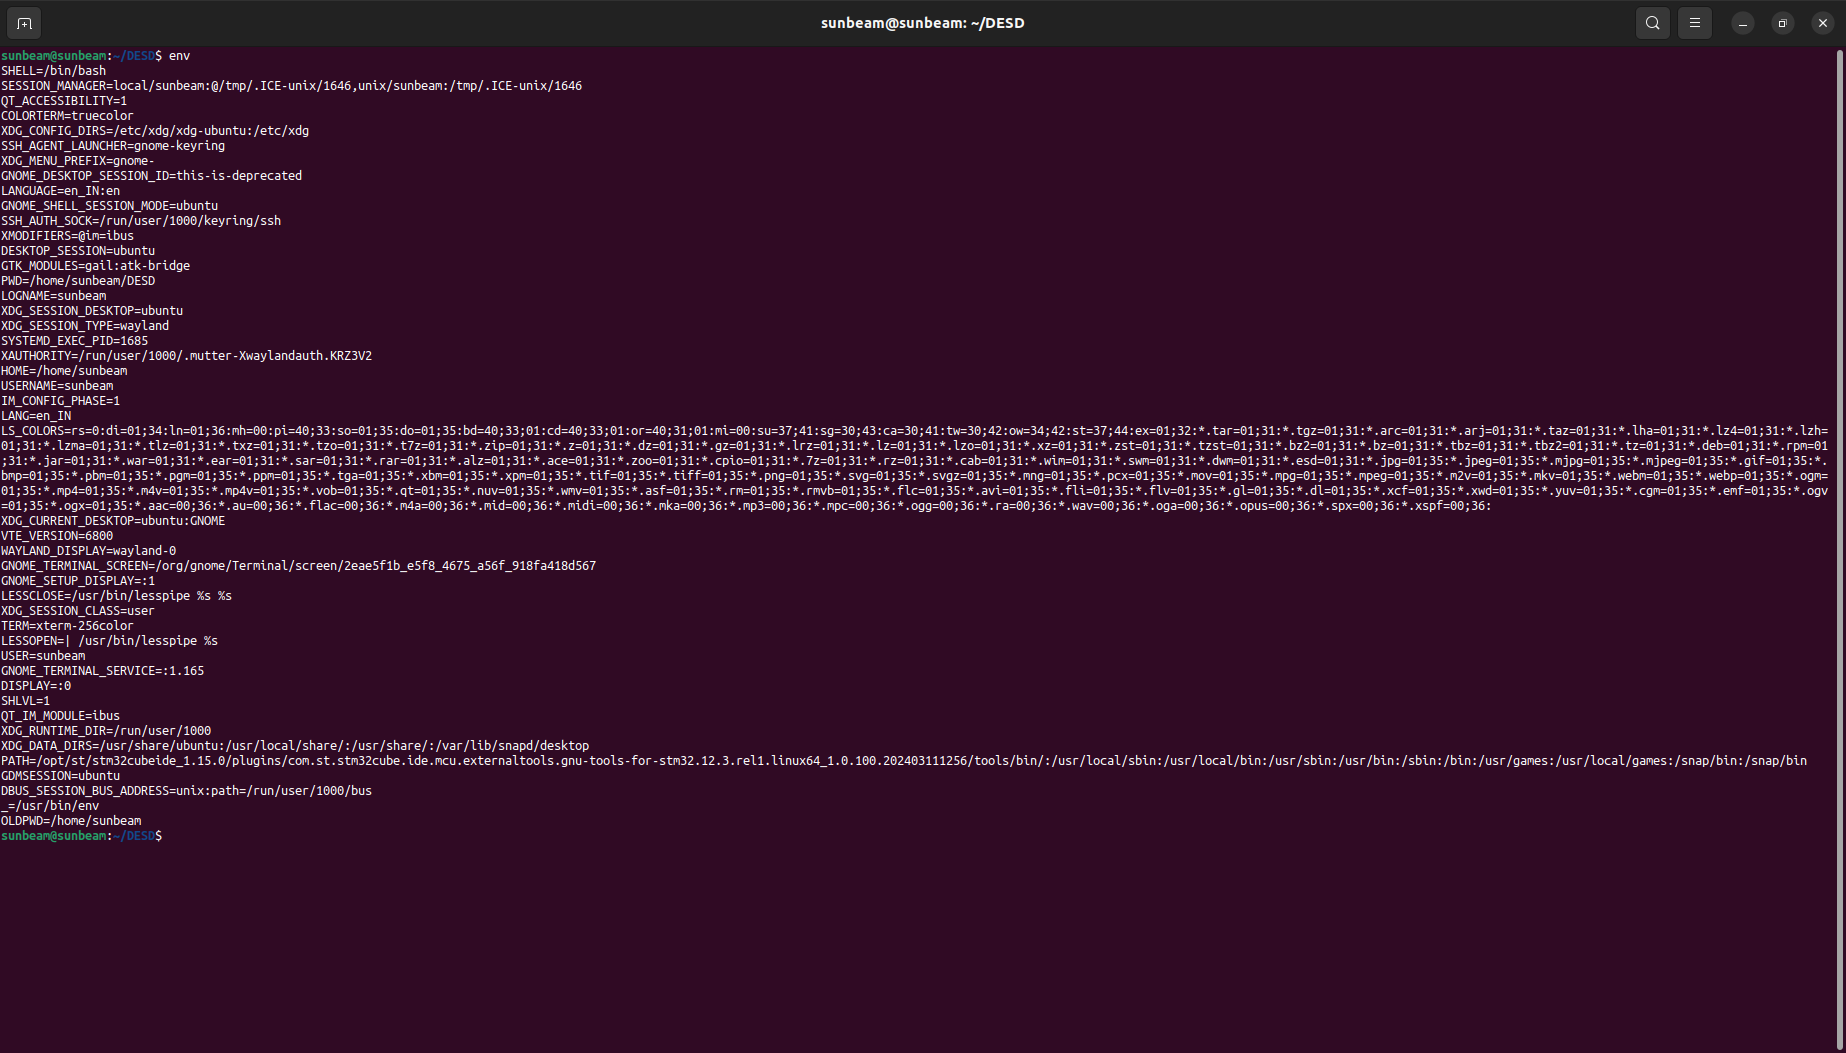 sunbeam@sunbeam: ~/DESD
sunbeam@sunbeam:~/DESD$ env
SHELL=/bin/bash
SESSION_MANAGER=local/sunbeam:@/tmp/.ICE-unix/1646,unix/sunbeam:/tmp/.ICE-unix/1646
QT_ACCESSIBILITY=1
COLORTERM=truecolor
XDG_CONFIG_DIRS=/etc/xdg/xdg-ubuntu:/etc/xdg
SSH_AGENT_LAUNCHER=gnome-keyring
XDG_MENU_PREFIX=gnome-
GNOME_DESKTOP_SESSION_ID=this-is-deprecated
LANGUAGE=en_IN:en
GNOME_SHELL_SESSION_MODE=ubuntu
SSH_AUTH_SOCK=/run/user/1000/keyring/ssh
XMODIFIERS=@im=ibus
DESKTOP_SESSION=ubuntu
GTK_MODULES=gail:atk-bridge
PWD=/home/sunbeam/DESD
LOGNAME=sunbeam
XDG_SESSION_DESKTOP=ubuntu
XDG_SESSION_TYPE=wayland
SYSTEMD_EXEC_PID=1685
XAUTHORITY=/run/user/1000/.mutter-Xwaylandauth.KRZ3V2
HOME=/home/sunbeam
USERNAME=sunbeam
IM_CONFIG_PHASE=1
LANG=en_IN
LS_COLORS=rs=0:di=01;34:ln=01;36:mh=00:pi=40;33:so=01;35:do=01;35:bd=40;33;01:cd=40;33;01:or=40;31;01:mi=00:su=37;41:sg=30;43:ca=30;41:tw=30;42:ow=34;42:st=37;44:ex=01;32:*.tar=01;31:*.tgz=01;31:*.arc=01;31:*.arj=01;31:*.taz=01;31:*.lha=01;31:*.lz4=01;31:*.lzh=
01;31:*.lzma=01;31:*.tlz=01;31:*.txz=01;31:*.tzo=01;31:*.t7z=01;31:*.zip=01;31:*.z=01;31:*.dz=01;31:*.gz=01;31:*.lrz=01;31:*.lz=01;31:*.lzo=01;31:*.xz=01;31:*.zst=01;31:*.tzst=01;31:*.bz2=01;31:*.bz=01;31:*.tbz=01;31:*.tbz2=01;31:*.tz=01;31:*.deb=01;31:*.rpm=01
;31:*.jar=01;31:*.war=01;31:*.ear=01;31:*.sar=01;31:*.rar=01;31:*.alz=01;31:*.ace=01;31:*.zoo=01;31:*.cpio=01;31:*.7z=01;31:*.rz=01;31:*.cab=01;31:*.wim=01;31:*.swm=01;31:*.dwm=01;31:*.esd=01;31:*.jpg=01;35:*.jpeg=01;35:*.mjpg=01;35:*.mjpeg=01;35:*.gif=01;35:*.
bmp=01;35:*.pbm=01;35:*.pgm=01;35:*.ppm=01;35:*.tga=01;35:*.xbm=01;35:*.xpm=01;35:*.tif=01;35:*.tiff=01;35:*.png=01;35:*.svg=01;35:*.svgz=01;35:*.mng=01;35:*.pcx=01;35:*.mov=01;35:*.mpg=01;35:*.mpeg=01;35:*.m2v=01;35:*.mkv=01;35:*.webm=01;35:*.webp=01;35:*.ogm=
01;35:*.mp4=01;35:*.m4v=01;35:*.mp4v=01;35:*.vob=01;35:*.qt=01;35:*.nuv=01;35:*.wmv=01;35:*.asf=01;35:*.rm=01;35:*.rmvb=01;35:*.flc=01;35:*.avi=01;35:*.fli=01;35:*.flv=01;35:*.gl=01;35:*.dl=01;35:*.xcf=01;35:*.xwd=01;35:*.yuv=01;35:*.cgm=01;35:*.emf=01;35:*.ogv
=01;35:*.ogx=01;35:*.aac=00;36:*.au=00;36:*.flac=00;36:*.m4a=00;36:*.mid=00;36:*.midi=00;36:*.mka=00;36:*.mp3=00;36:*.mpc=00;36:*.ogg=00;36:*.ra=00;36:*.wav=00;36:*.oga=00;36:*.opus=00;36:*.spx=00;36:*.xspf=00;36:
XDG_CURRENT_DESKTOP=ubuntu:GNOME
VTE_VERSION=6800
WAYLAND_DISPLAY=wayland-0
GNOME_TERMINAL_SCREEN=/org/gnome/Terminal/screen/2eae5f1b_e5f8_4675_a56f_918fa418d567
GNOME_SETUP_DISPLAY=:1
LESSCLOSE=/usr/bin/lesspipe %s %s
XDG_SESSION_CLASS=user
TERM=xterm-256color
LESSOPEN=| /usr/bin/lesspipe %s
USER=sunbeam
GNOME_TERMINAL_SERVICE=:1.165
DISPLAY=:0
SHLVL=1
QT_IM_MODULE=ibus
XDG_RUNTIME_DIR=/run/user/1000
XDG_DATA_DIRS=/usr/share/ubuntu:/usr/local/share/:/usr/share/:/var/lib/snapd/desktop
PATH=/opt/st/stm32cubeide_1.15.0/plugins/com.st.stm32cube.ide.mcu.externaltools.gnu-tools-for-stm32.12.3.rel1.linux64_1.0.100.202403111256/tools/bin/:/usr/local/sbin:/usr/local/bin:/usr/sbin:/usr/bin:/sbin:/bin:/usr/games:/usr/local/games:/snap/bin:/snap/bin
GDMSESSION=ubuntu
DBUS_SESSION_BUS_ADDRESS=unix:path=/run/user/1000/bus
_=/usr/bin/env
OLDPWD=/home/sunbeam
sunbeam@sunbeam:~/DESD$